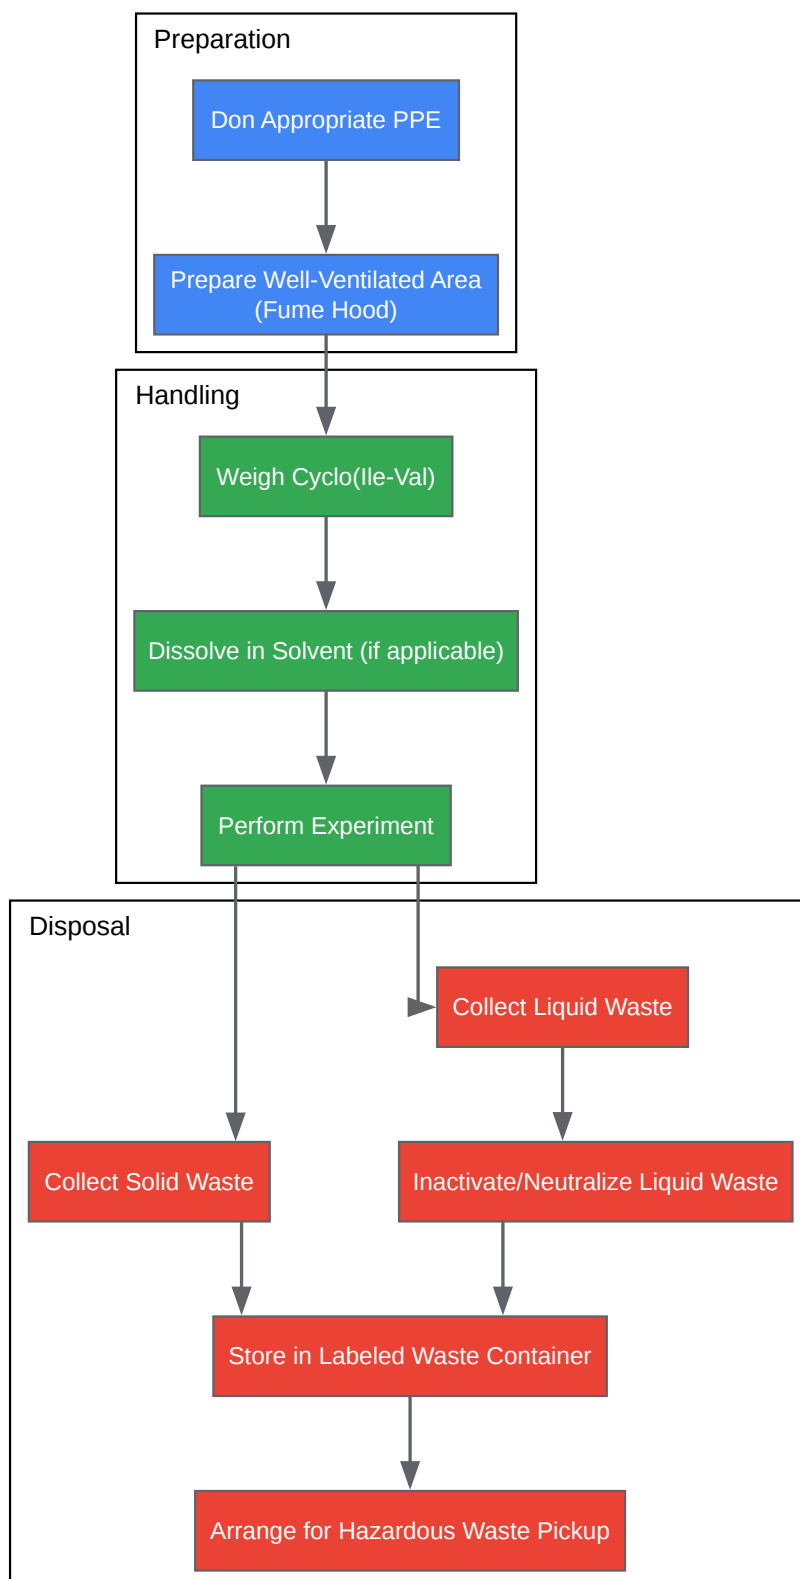 Preparation
Don Appropriate PPE
Prepare Well-Ventilated Area
(Fume Hood)
Handling
Weigh Cyclo(Ile-Val)
Dissolve in Solvent (if applicable)
Perform Experiment
Disposal
Collect Liquid Waste
Collect Solid Waste
Inactivate/Neutralize Liquid Waste
Store in Labeled Waste Container
Arrange for Hazardous Waste Pickup